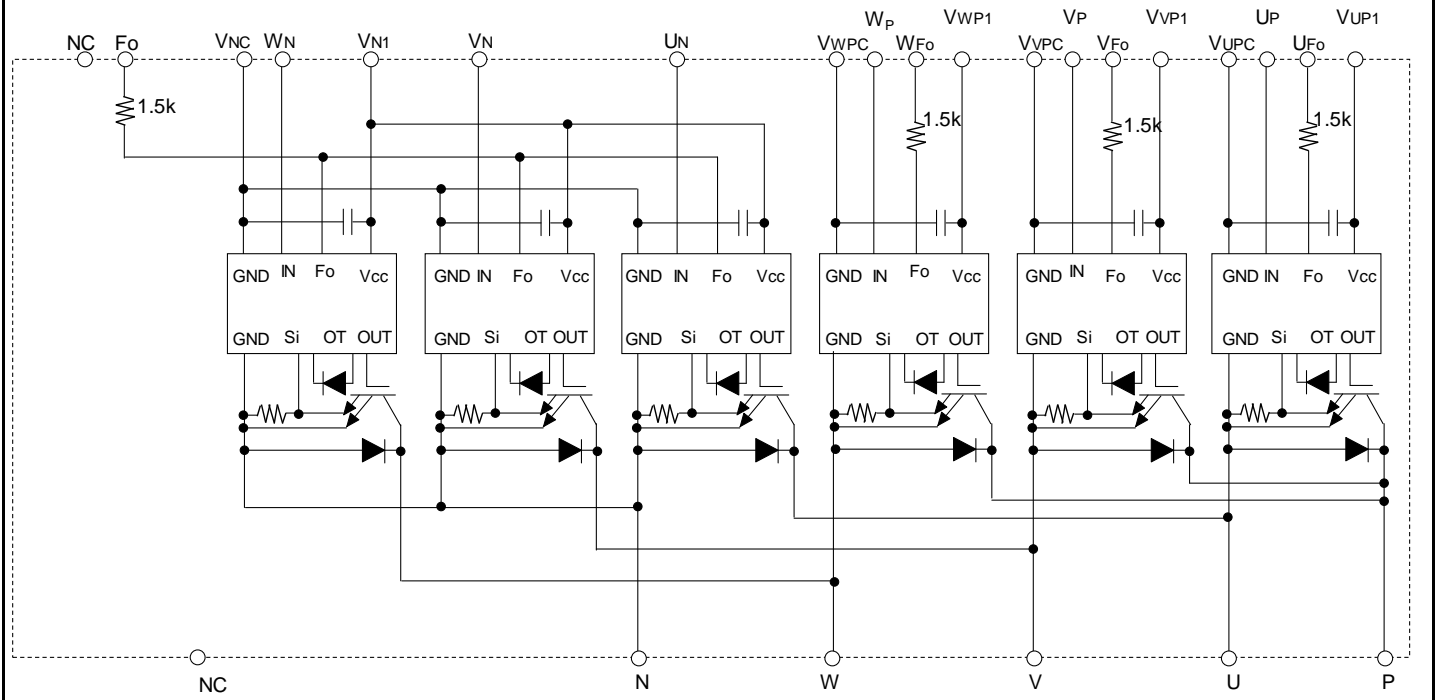 WP VWP1 VP VVP1 UP VUP1
NC Fo VNC WN VN1 VN UN VWPC WFo VVPC VFo VUPC UFo
1.5k 1.5k 1.5k 1.5k
GND IN Fo Vcc GND IN Fo Vcc GND IN Fo Vcc GND IN Fo Vcc GND IN Fo Vcc GND IN Fo Vcc
GND Si OT OUT GND Si OT OUT GND Si OT OUT GND Si OT OUT GND Si OT OUT GND Si OT OUT
NC N W V U P